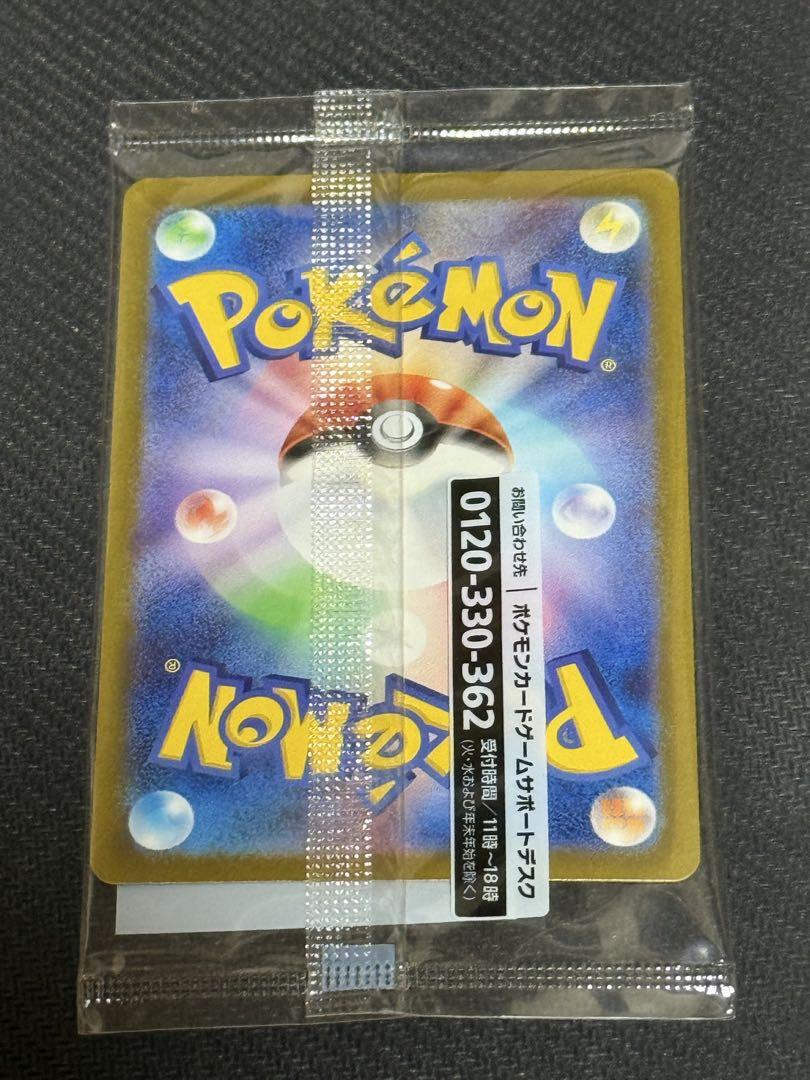 POKéMON
®
お問い合わせ先 | ポケモンカードゲームサポートデスク
0120-330-362 受付時間/11時~18時
(火・水および年末年始を除く)
POKéMON
®